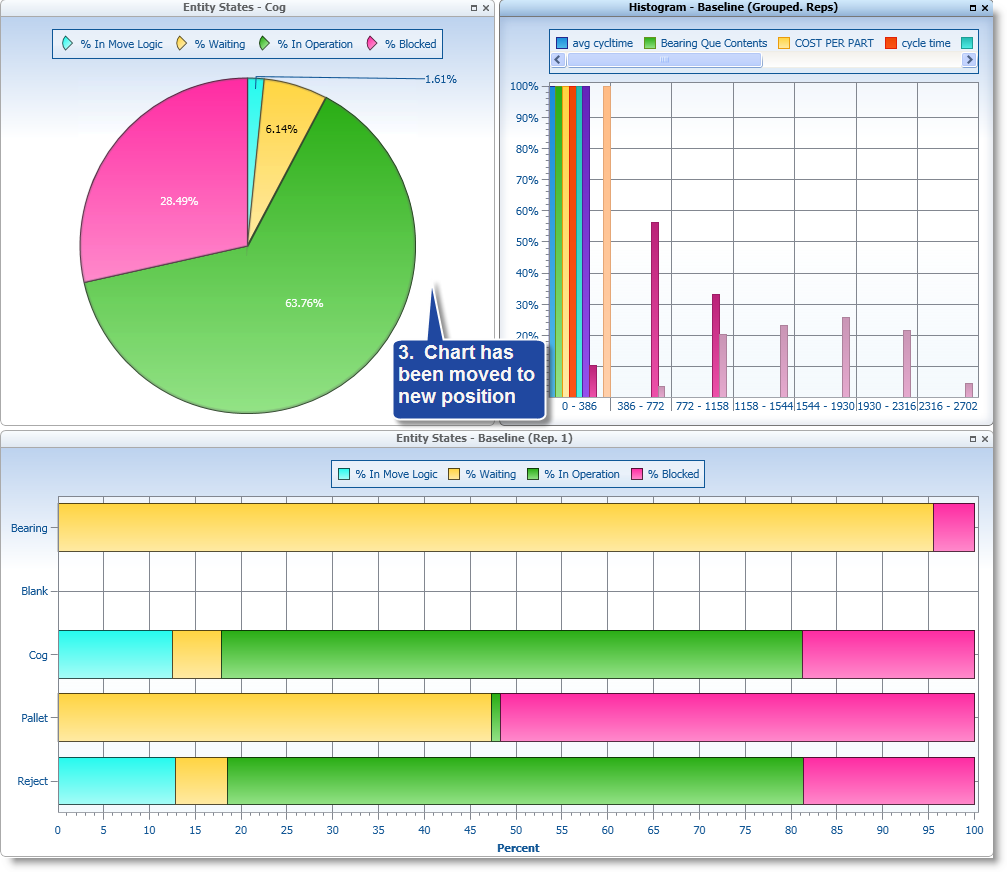 Entity States - Cog
% In Move Logic % Waiting % In Operation % Blocked
1.61%
6.14%
28.49%
63.76%
Histogram - Baseline (Grouped. Reps)
avg cycltime Bearing Que Contents COST PER PART cycle time
100%
90%
80%
70%
60%
50%
40%
30%
20%
0 - 386 386 - 772 772 - 1158 1158 - 1544 1544 - 1930 1930 - 2316 2316 - 2702
3. Chart has
been moved to
new position
Entity States - Baseline (Rep. 1)
% In Move Logic % Waiting % In Operation % Blocked
Bearing
Blank
Cog
Pallet
Reject
0 5 10 15 20 25 30 35 40 45 50 55 60 65 70 75 80 85 90 95 100
Percent